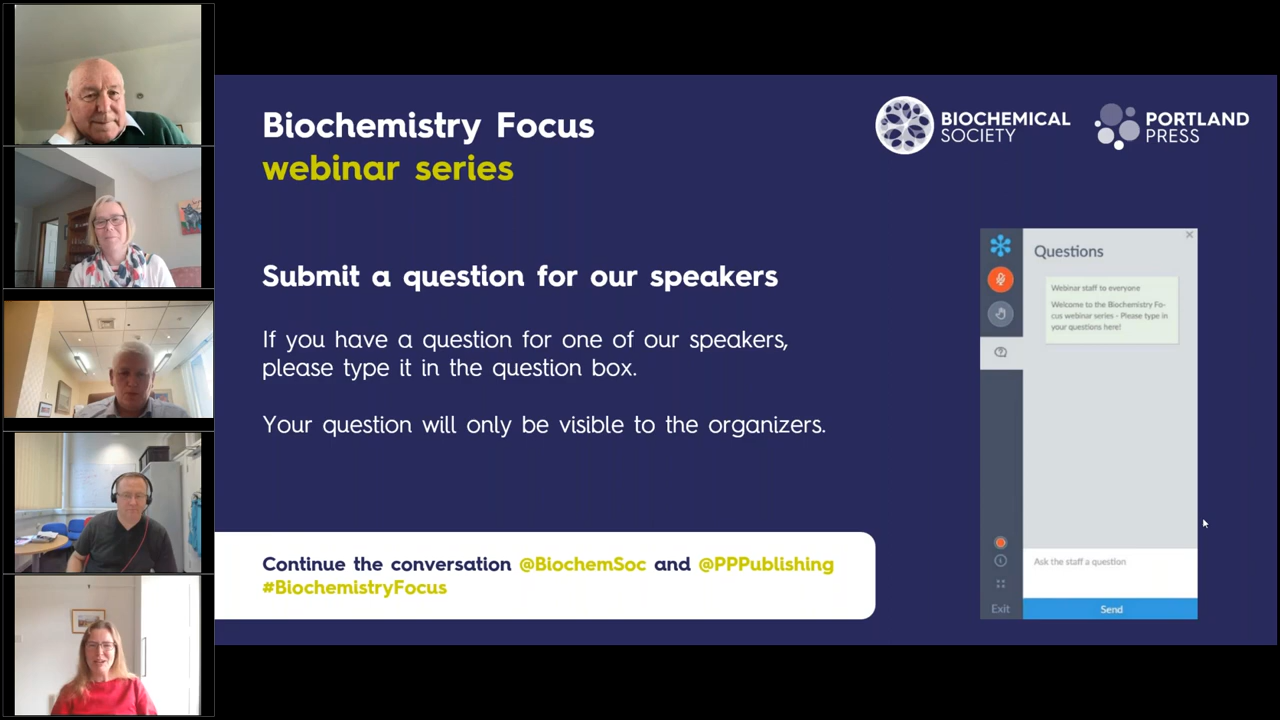 Biochemistry Focus
webinar series
BIOCHEMICAL
SOCIETY
PORTLAND
PRESS
Submit a question for our speakers
If you have a question for one of our speakers,
please type it in the question box.
Your question will only be visible to the organizers.
Continue the conversation @BiochemSoc and @PPPublishing
#BiochemistryFocus
Questions
Webinar staff to everyone
Welcome to the Biochemistry Fo-
cus webinar series - Please type in
your questions here!
Ask the staff a question
Exit
Send